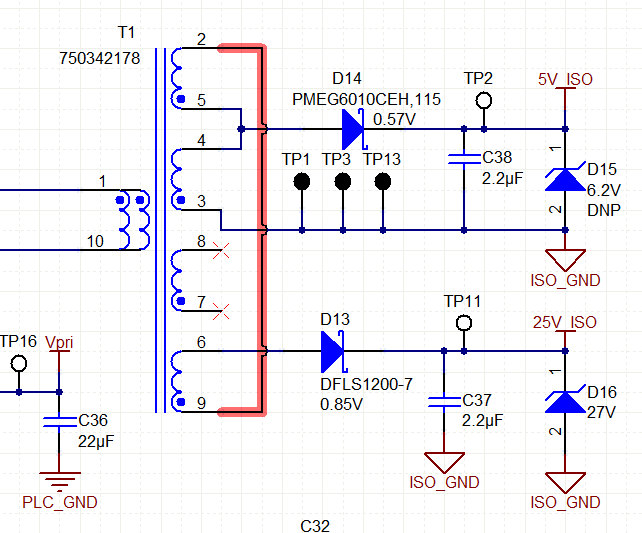 T1
750342178
2
5
4
3
8
7
6
9
1
10
D14
PMEG6010CEH,115
0.57V
TP2
5V_ISO
TP1 TP3 TP13
C38
2.2µF
1
D15
6.2V
DNP
2
ISO_GND
TP11
25V_ISO
D13
DFLS1200-7
0.85V
C37
2.2µF
ISO_GND
1
D16
27V
2
ISO_GND
TP16 Vpri
C36
22µF
PLC_GND
C32